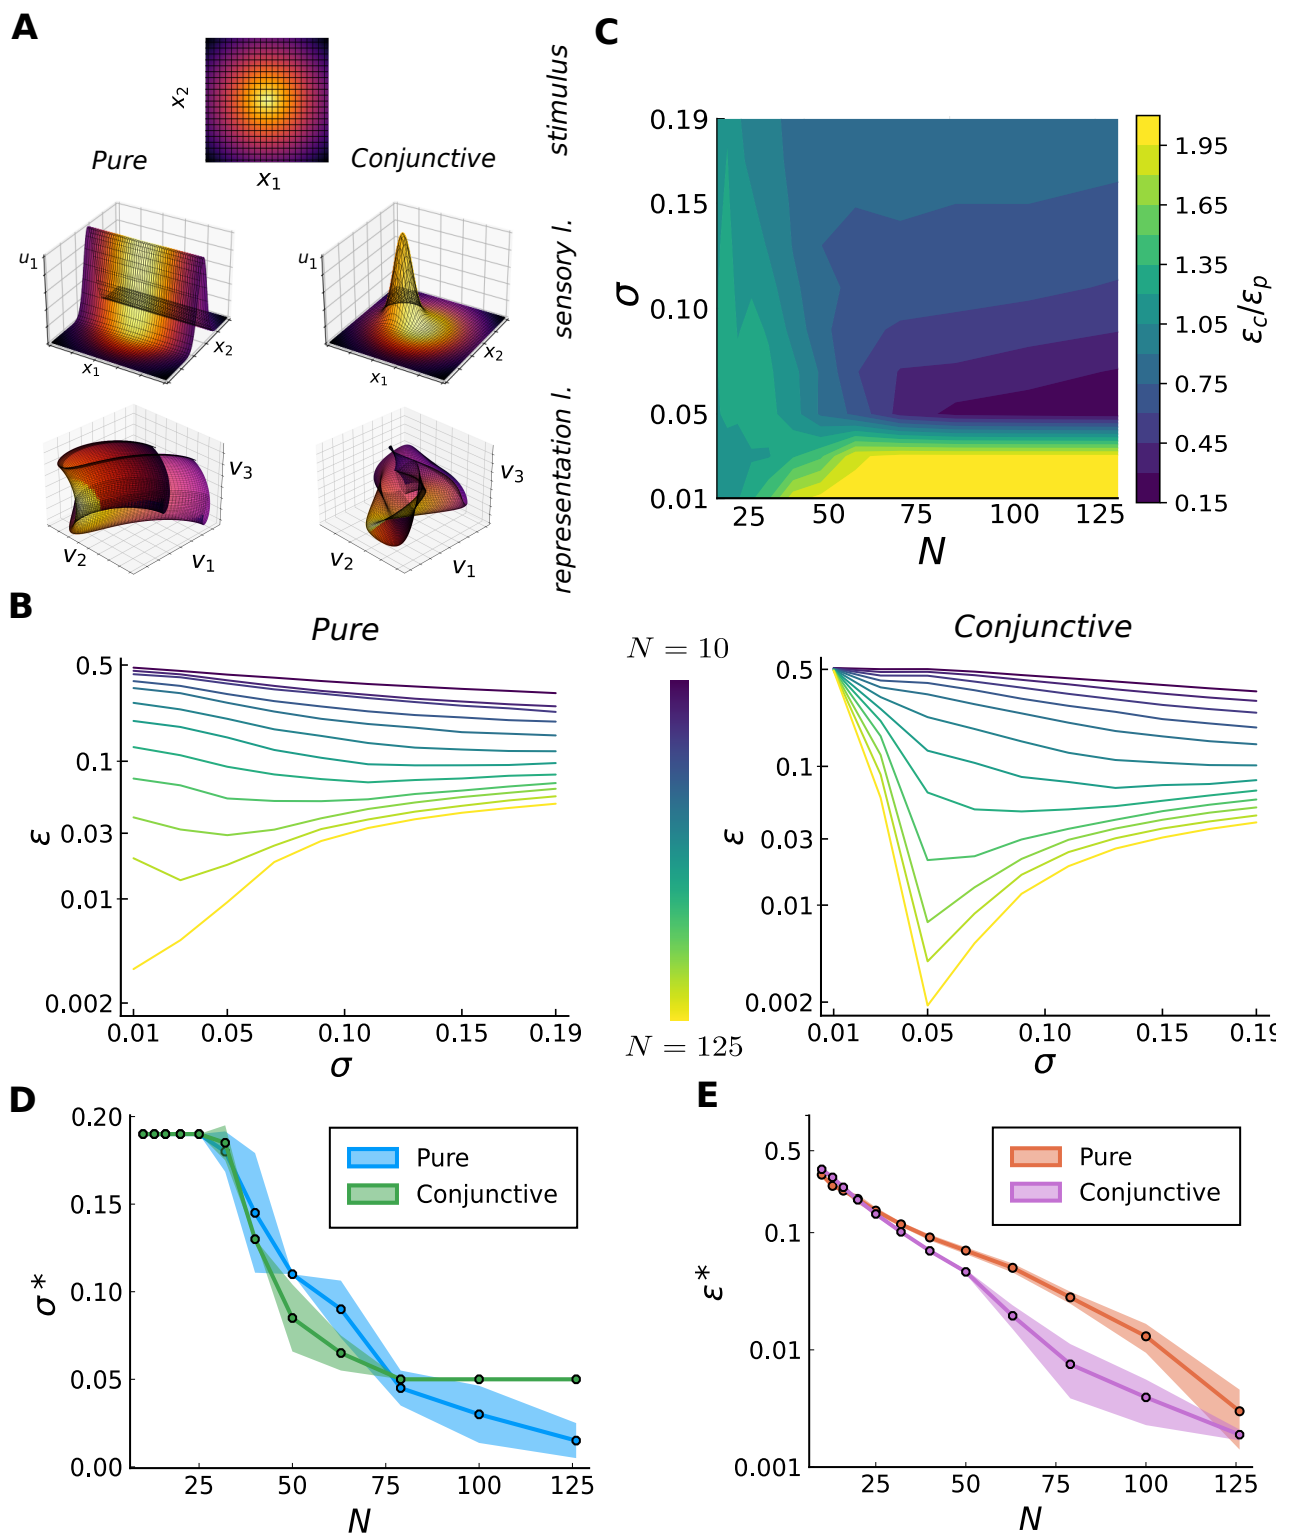 A
x2
x1
stimulus
Pure
Conjunctive
u1
x1
x2
u1
x1
x2
sensory l.
v3
v2
v1
v3
v2
v1
representation l.
C
0.19
0.15
0.10
0.05
0.01
σ
25
50
75
100
125
N
1.95
1.65
1.35
1.05
0.75
0.45
0.15
εc/εp
B
Pure
0.5
0.1
0.03
0.01
0.002
ε
0.01
0.05
0.10
0.15
0.19
σ
N = 10
N = 125
Conjunctive
0.5
0.1
0.03
0.01
0.002
ε
0.01
0.05
0.10
0.15
0.19
σ
D
0.20
0.15
0.10
0.05
0.00
σ*
Pure
Conjunctive
25
50
75
100
125
N
E
0.5
0.1
0.01
0.001
ε*
Pure
Conjunctive
25
50
75
100
125
N